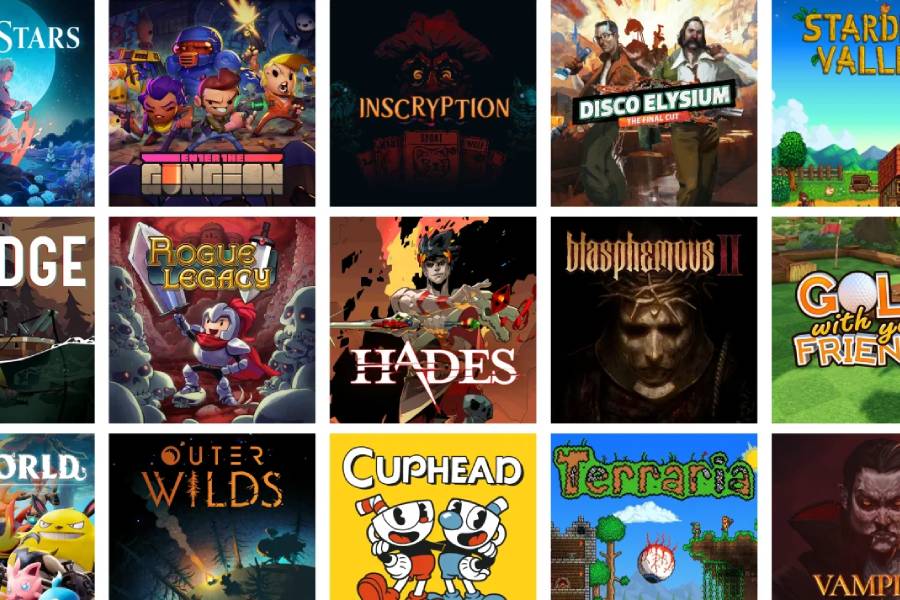 STARS
ENTER THE
GUNGEON
INSCRYPTION
SPORT
DISCO ELYSIUM
THE FINAL CUT
STARD
VALLE
DGE
ROGUE
LEGACY
HADES
blasphemous II
GOL
with yo
FRIEN
ORLD
OUTER
WILDS
CUPHEAD
Terraria
VAMPI